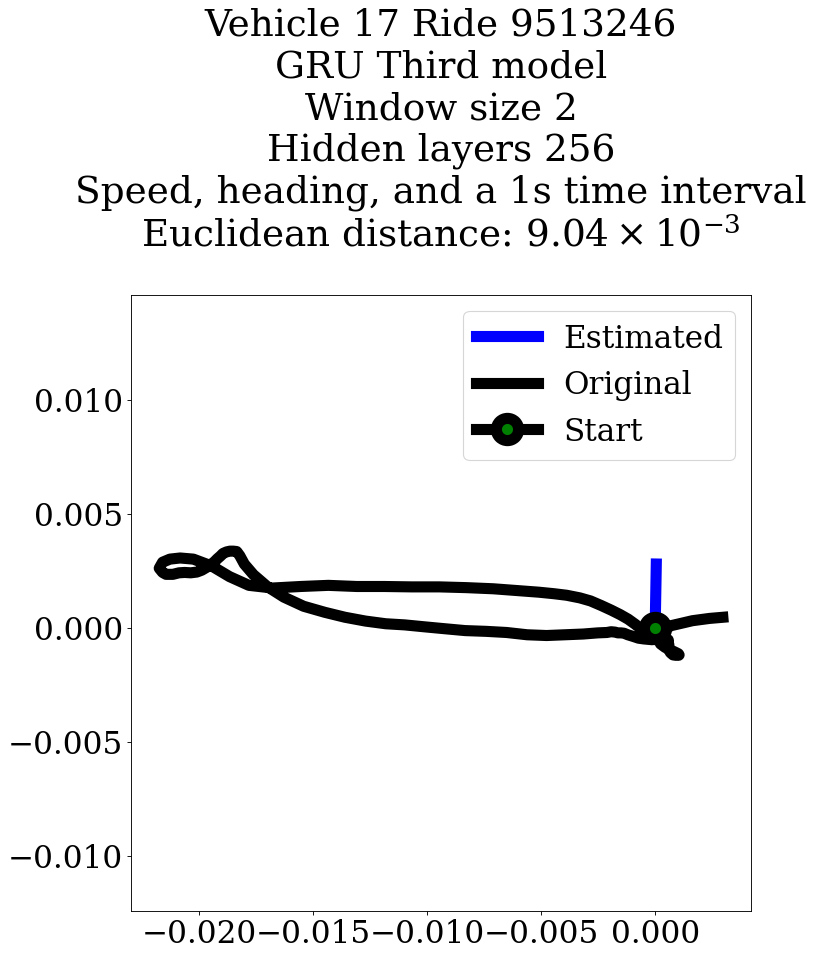 Vehicle 17 Ride 9513246
GRU Third model
Window size 2
Hidden layers 256
Speed, heading, and a 1s time interval
Euclidean distance: 9.04 × 10⁻³
Estimated
Original
Start
0.010
0.005
0.000
−0.005
−0.010
−0.020 −0.015 −0.010 −0.005 0.000